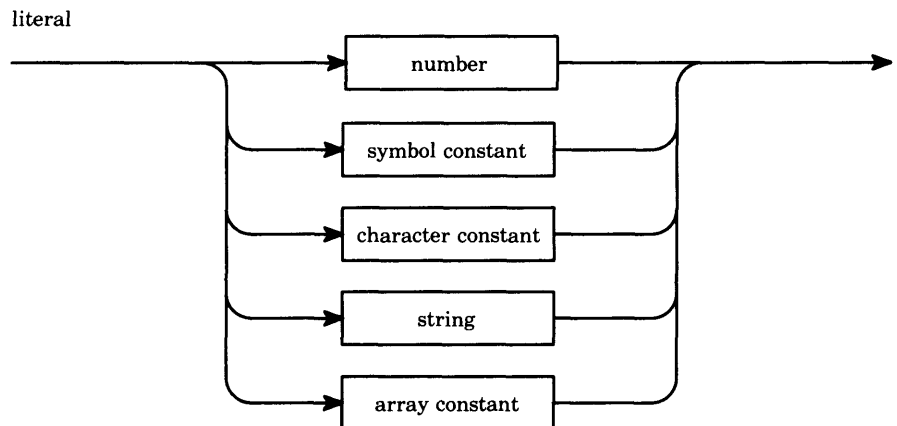 literal
number
symbol constant
character constant
string
array constant